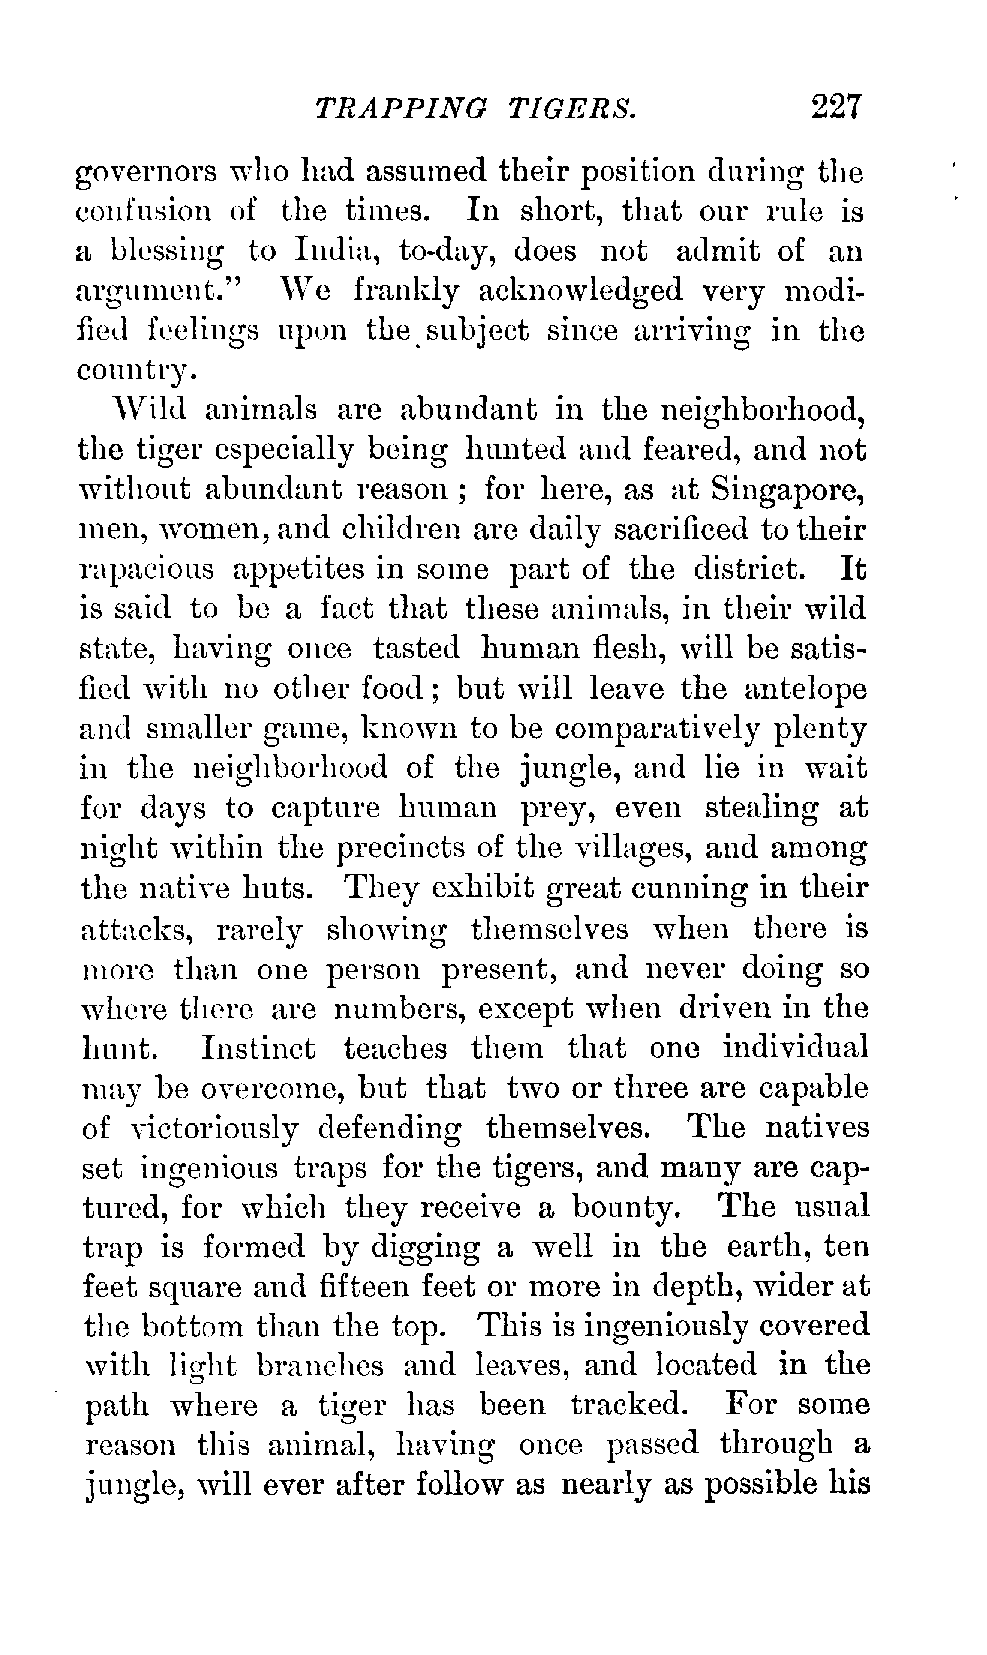 TRAPPING TIGERS. 227
governors who had assumed their position during the
confusion of the times. In short, that our rule is
a blessing to India, to-day, does not admit of an
argument.” We frankly acknowledged very modi-
fied feelings upon the subject since arriving in the
country.
Wild animals are abundant in the neighborhood,
the tiger especially being hunted and feared, and not
without abundant reason ; for here, as at Singapore,
men, women, and children are daily sacrificed to their
rapacious appetites in some part of the district. It
is said to be a fact that these animals, in their wild
state, having once tasted human flesh, will be satis-
fied with no other food ; but will leave the antelope
and smaller game, known to be comparatively plenty
in the neighborhood of the jungle, and lie in wait
for days to capture human prey, even stealing at
night within the precincts of the villages, and among
the native huts. They exhibit great cunning in their
attacks, rarely showing themselves when there is
more than one person present, and never doing so
where there are numbers, except when driven in the
hunt. Instinct teaches them that one individual
may be overcome, but that two or three are capable
of victoriously defending themselves. The natives
set ingenious traps for the tigers, and many are cap-
tured, for which they receive a bounty. The usual
trap is formed by digging a well in the earth, ten
feet square and fifteen feet or more in depth, wider at
the bottom than the top. This is ingeniously covered
with light branches and leaves, and located in the
path where a tiger has been tracked. For some
reason this animal, having once passed through a
jungle, will ever after follow as nearly as possible his